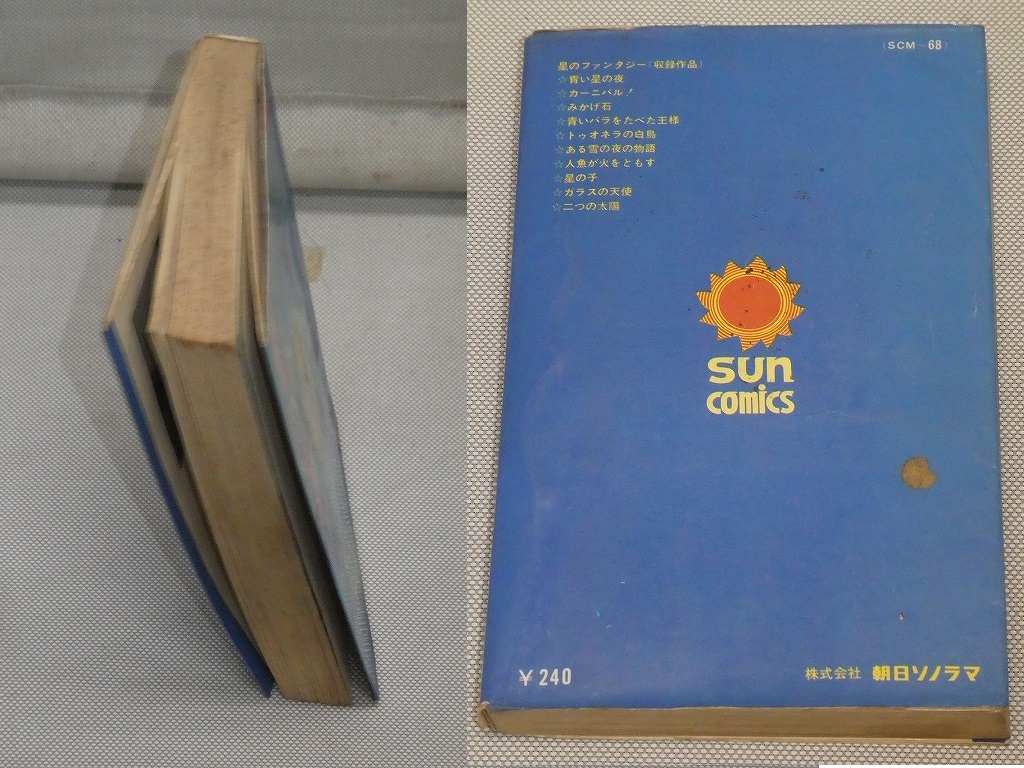 (SCM−68)
星のファンタジー(収録作品)
☆青い星の夜
☆カーニバル!
☆みかげ石
☆青いバラをたべた王様
☆トゥオネラの白鳥
☆ある雪の夜の物語
☆人魚が火をともす
☆星の子
☆ガラスの天使
☆二つの太陽
sun
comics
¥240
株式会社 朝日ソノラマ